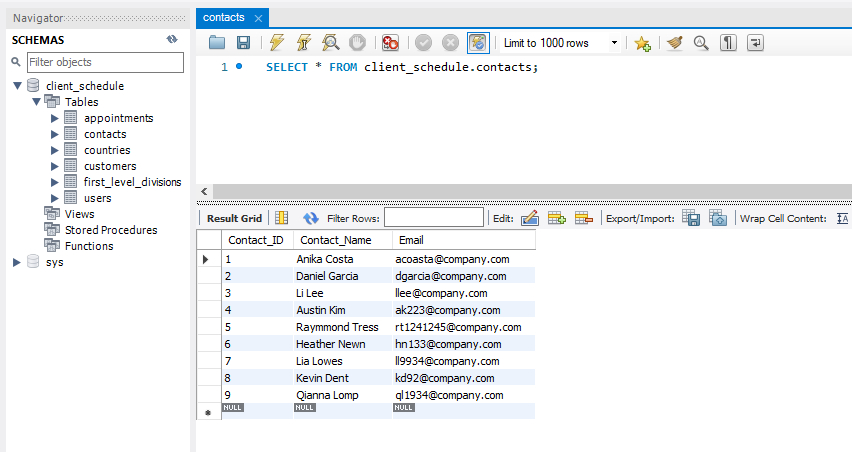 Navigator
SCHEMAS
Filter objects
client_schedule
Tables
appointments
contacts
countries
customers
first_level_divisions
users
Views
Stored Procedures
Functions
sys
contacts
Limit to 1000 rows
1 SELECT * FROM client_schedule.contacts;
Result Grid Filter Rows: Edit: Export/Import: Wrap Cell Content:
Contact_ID Contact_Name Email
1 Anika Costa acoasta@company.com
2 Daniel Garcia dgarcia@company.com
3 Li Lee llee@company.com
4 Austin Kim ak223@company.com
5 Raymmond Tress rt1241245@company.com
6 Heather Newn hn133@company.com
7 Lia Lowes ll9934@company.com
8 Kevin Dent kd92@company.com
9 Qianna Lomp ql1934@company.com
NULL NULL NULL